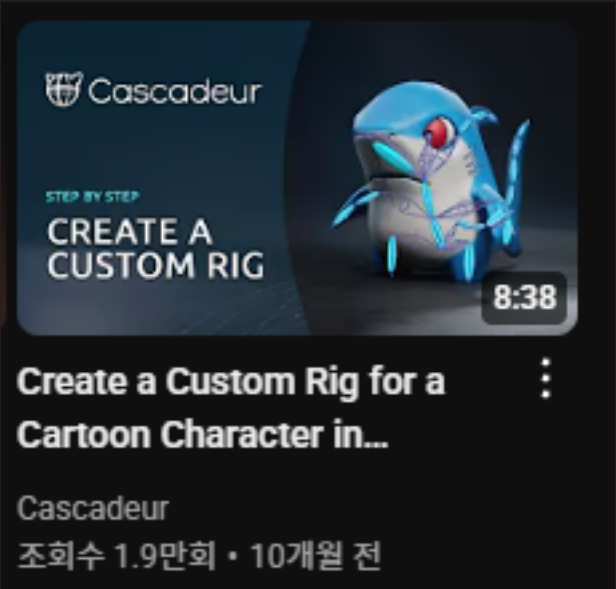 Cascadeur
STEP BY STEP
CREATE A
CUSTOM RIG
8:38
Create a Custom Rig for a
Cartoon Character in...
Cascadeur
조회수 1.9만회 • 10개월 전